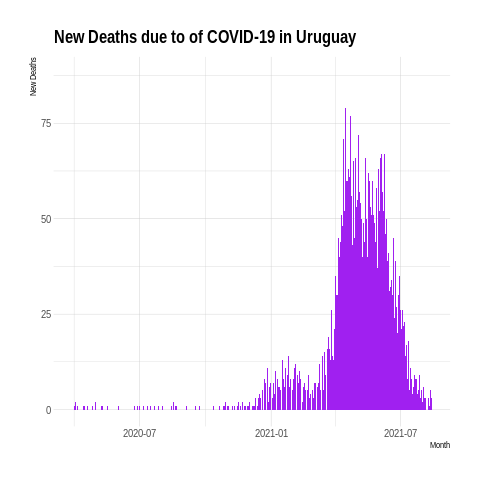 New Deaths due to of COVID-19 in Uruguay
New Deaths
75
50
25
0
2020-07
2021-01
2021-07
Month